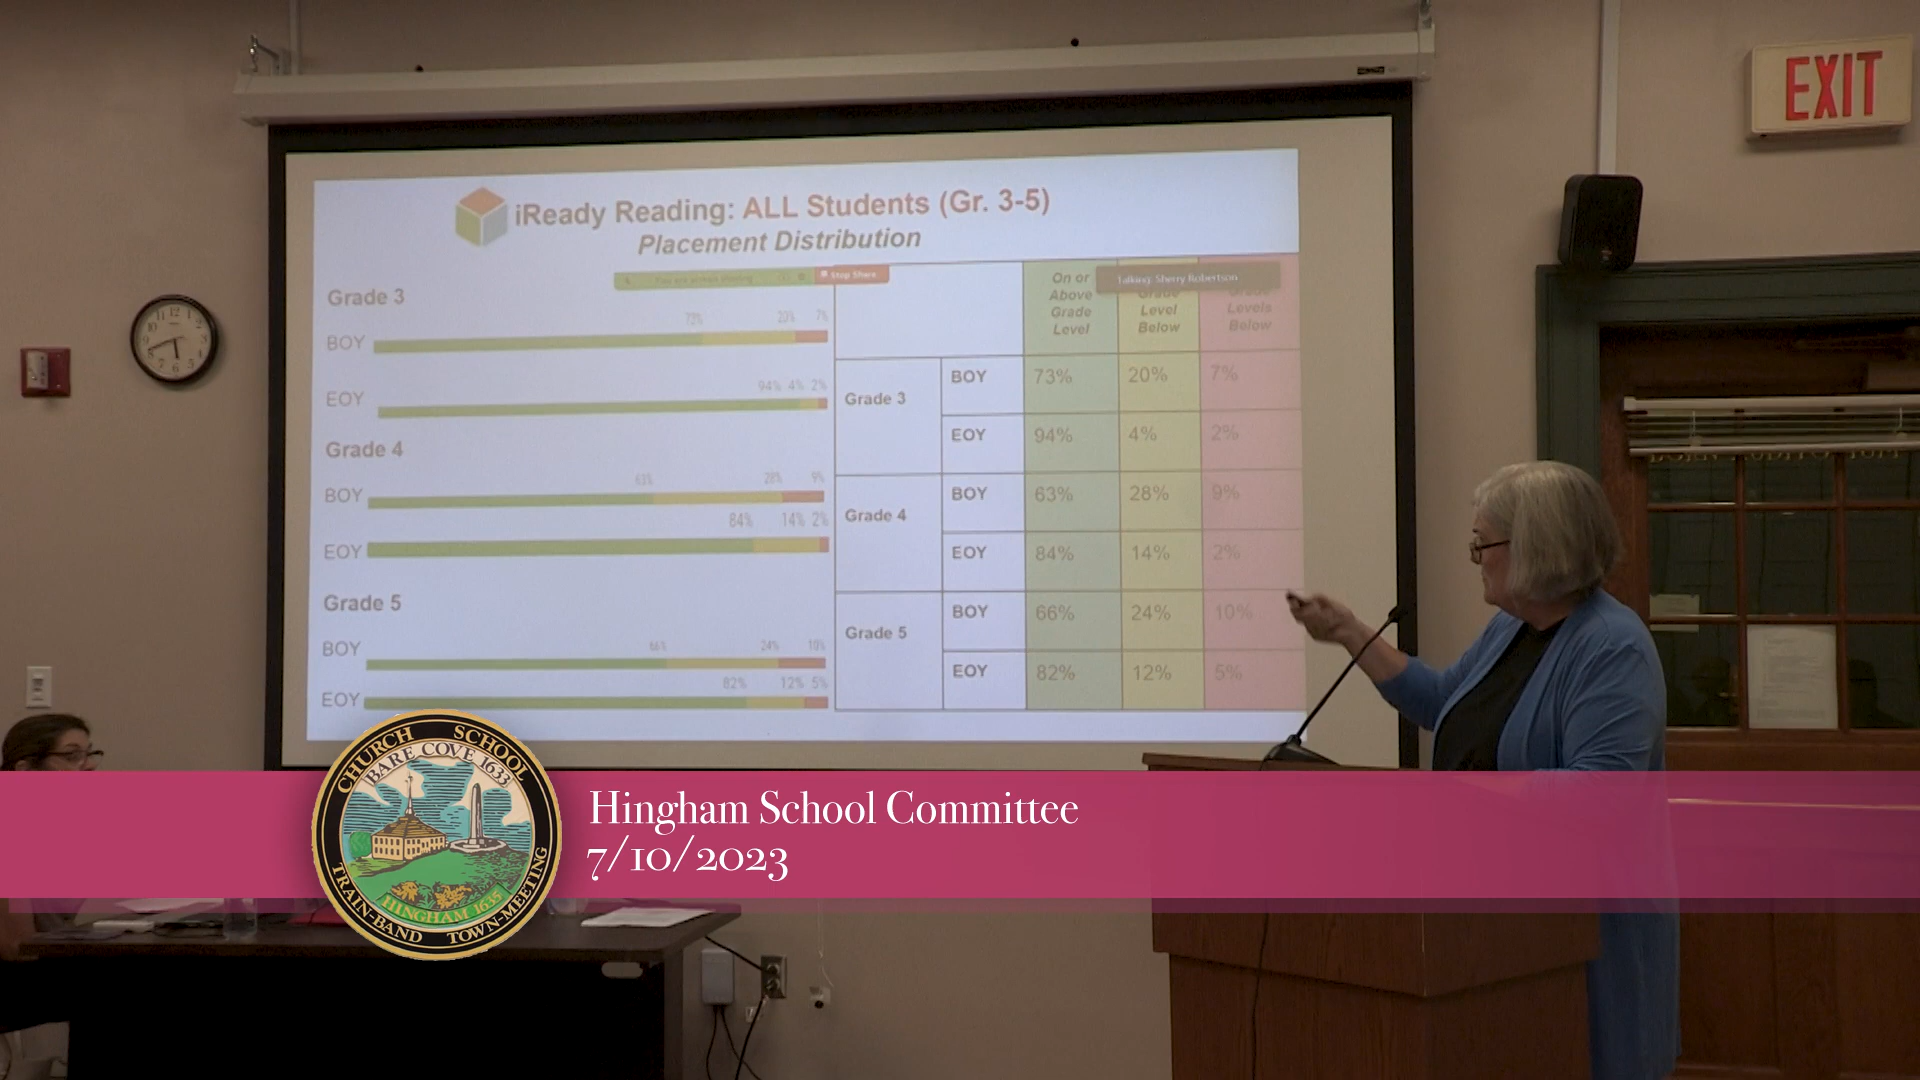 EXIT
iReady Reading: ALL Students (Gr. 3-5)
Placement Distribution
Stop Share
Talking: Sherry Robertson
Grade 3
73% 20% 7%
BOY
94% 4% 2%
EOY
Grade 4
63% 28% 9%
BOY
84% 14% 2%
EOY
Grade 5
66% 24% 10%
BOY
82% 12% 5%
EOY
On or
Above
Grade
Level
Grade
Level
Below
Levels
Below
Grade 3
BOY 73% 20% 7%
EOY 94% 4% 2%
Grade 4
BOY 63% 28% 9%
EOY 84% 14% 2%
Grade 5
BOY 66% 24% 10%
EOY 82% 12% 5%
CHURCH SCHOOL
BARE COVE 1633
HINGHAM 1635
TRAIN-BAND TOWN-MEETING
Hingham School Committee
7/10/2023